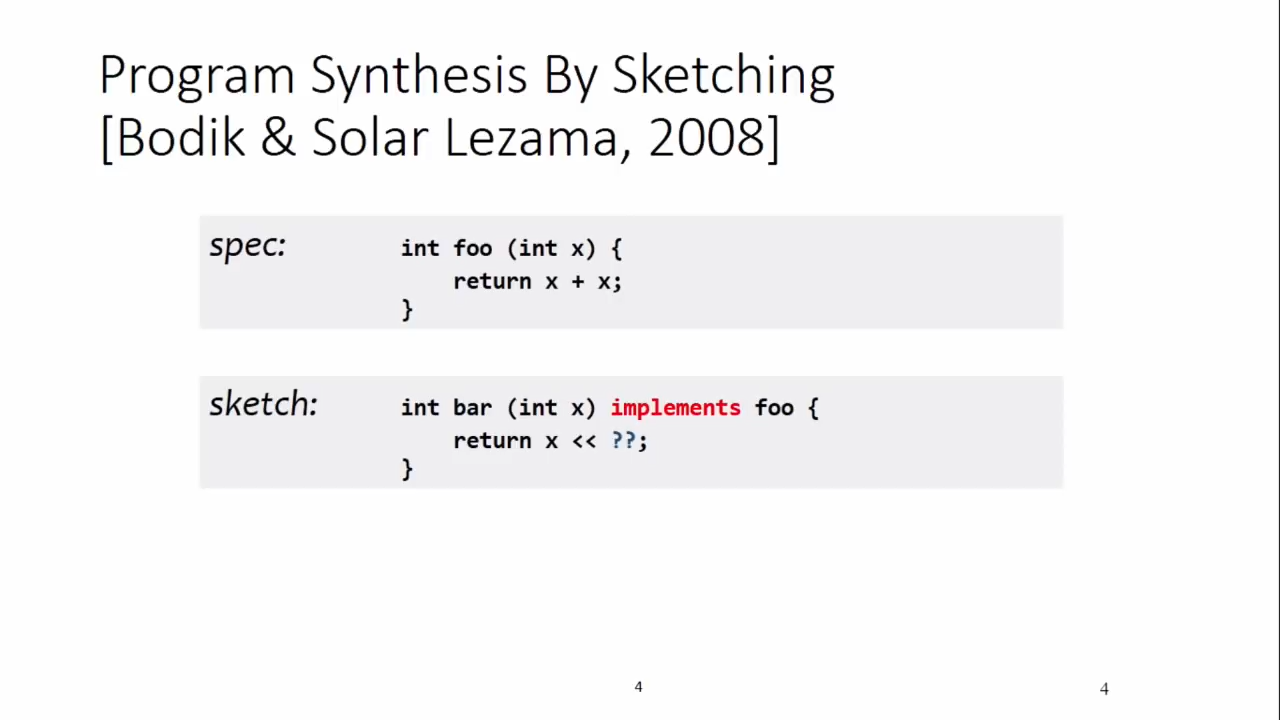 Program Synthesis By Sketching
[Bodik & Solar Lezama, 2008]
spec:
int foo (int x) {
return x + x;
}
sketch:
int bar (int x) implements foo {
return x << ??;
}
4
4